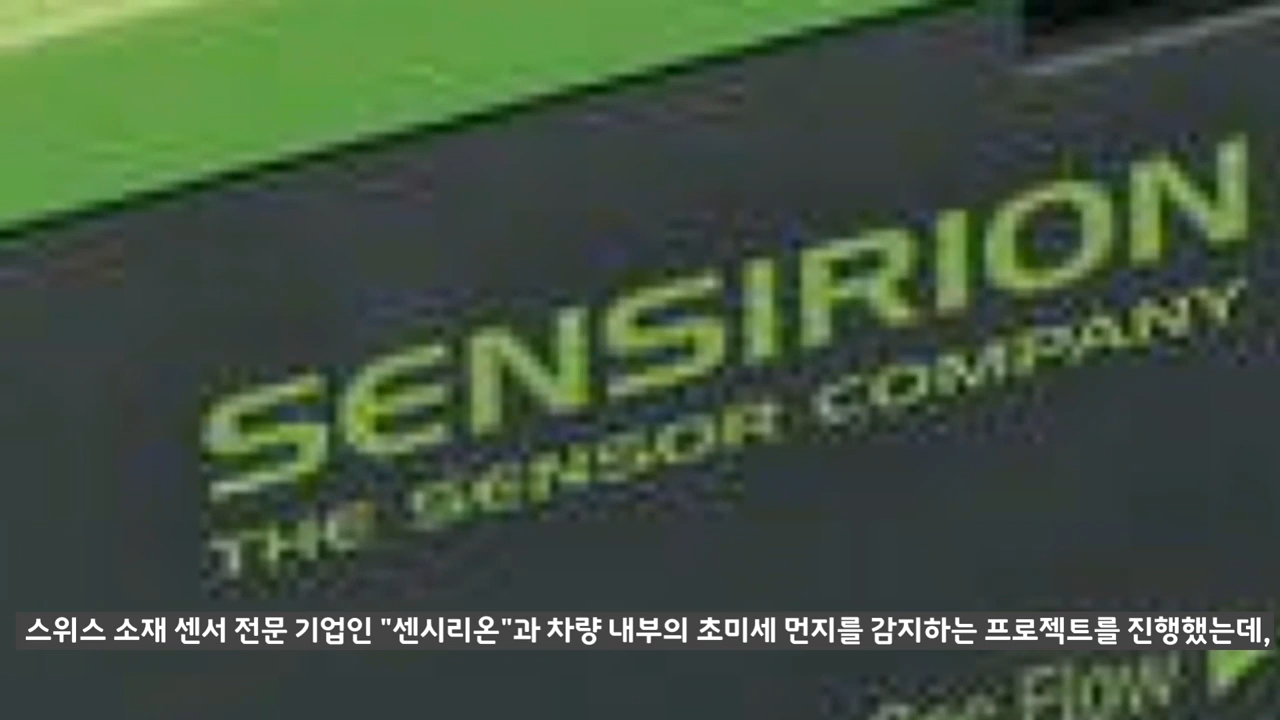 SENSIRION
THE SENSOR COMPANY
스위스 소재 센서 전문 기업인 "센시리온"과 차량 내부의 초미세 먼지를 감지하는 프로젝트를 진행했는데,
Flow